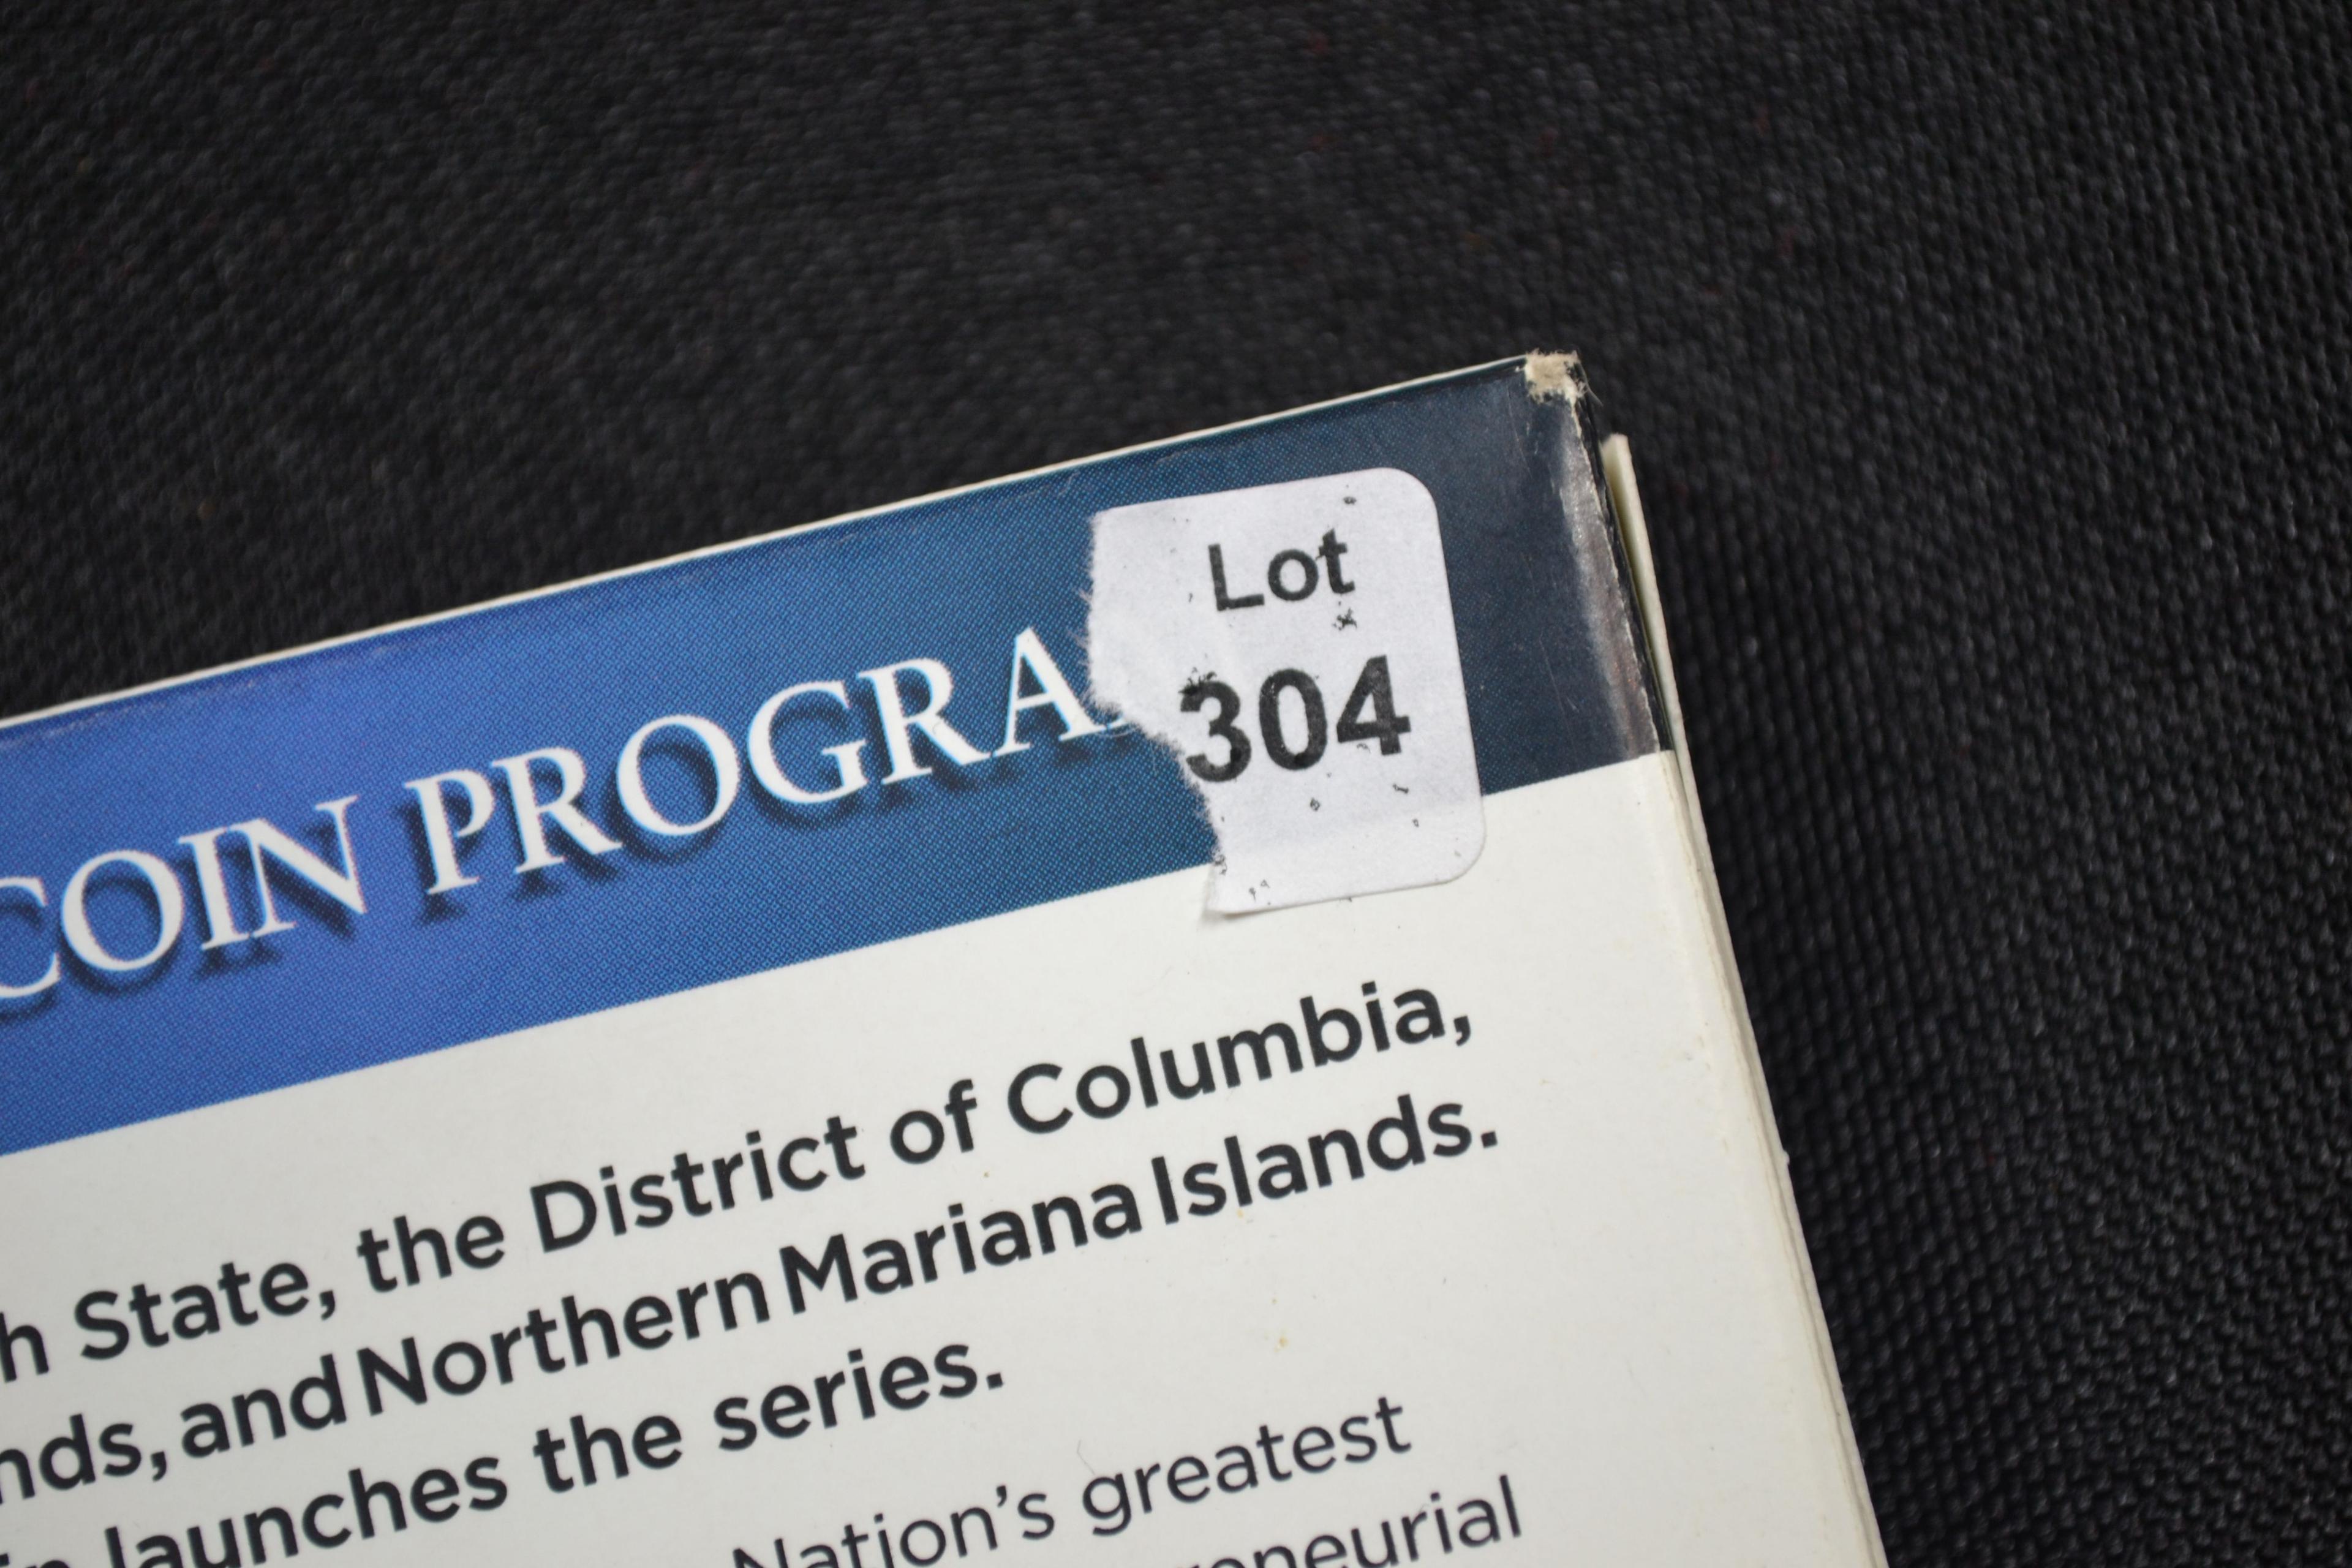 COIN PROGRA
Lot
304
h State, the District of Columbia,
nds, and Northern Mariana Islands.
launches the series.
Nation's greatest